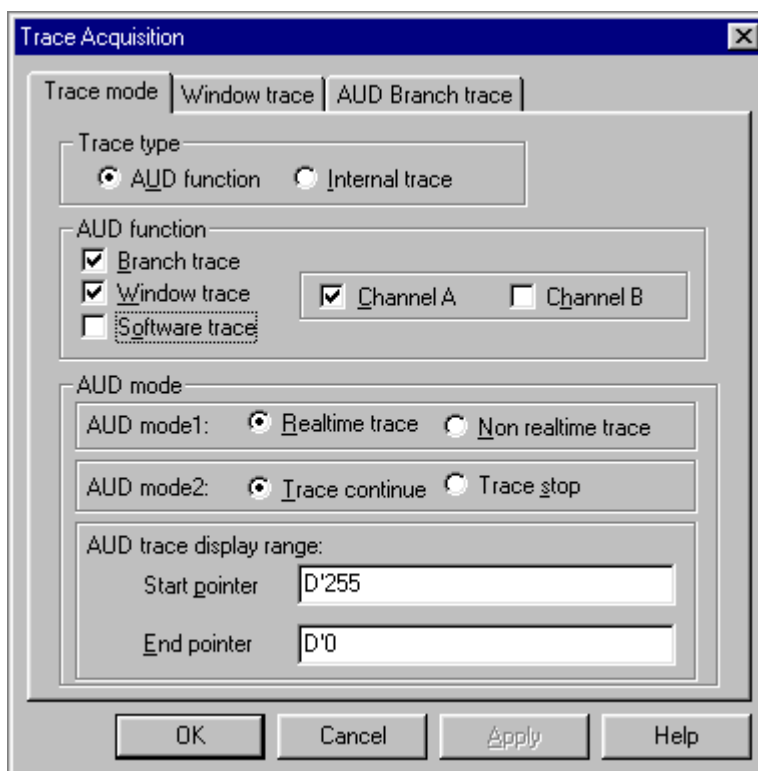 Trace Acquisition
Trace mode Window trace AUD Branch trace
Trace type
AUD function Internal trace
AUD function
Branch trace
Window trace Channel A Channel B
Software trace
AUD mode
AUD mode1: Realtime trace Non realtime trace
AUD mode2: Trace continue Trace stop
AUD trace display range:
Start pointer D'255
End pointer D'0
OK Cancel Apply Help